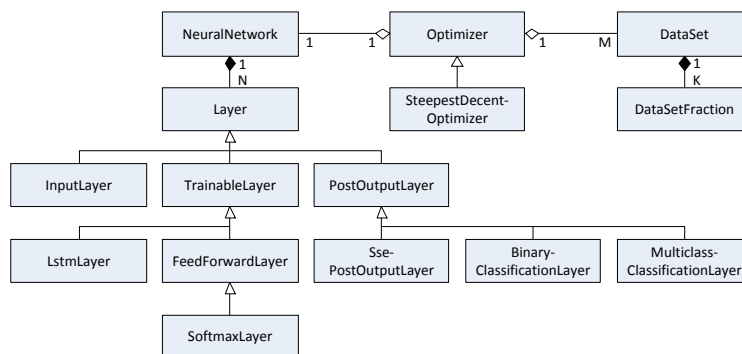 NeuralNetwork
1
1
Optimizer
1
M
DataSet
1
N
1
K
Layer
SteepestDecent-
Optimizer
DataSetFraction
InputLayer
TrainableLayer
PostOutputLayer
LstmLayer
FeedForwardLayer
Sse-
PostOutputLayer
Binary-
ClassificationLayer
Multiclass-
ClassificationLayer
SoftmaxLayer